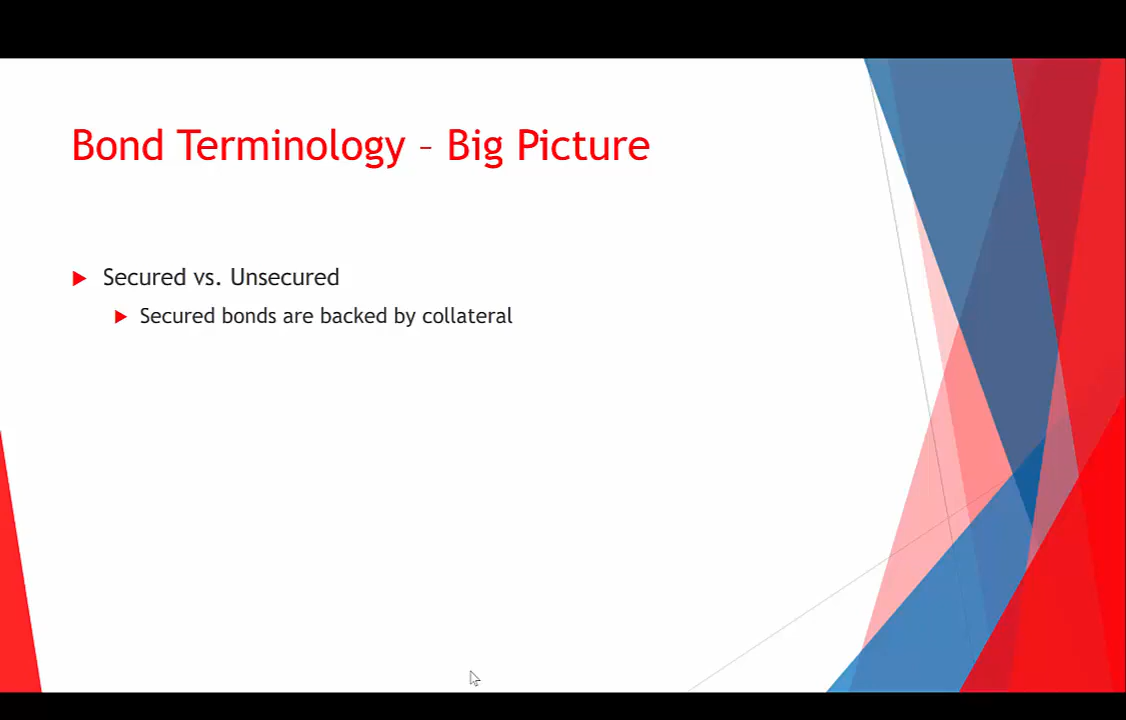 Bond Terminology – Big Picture
Secured vs. Unsecured
Secured bonds are backed by collateral